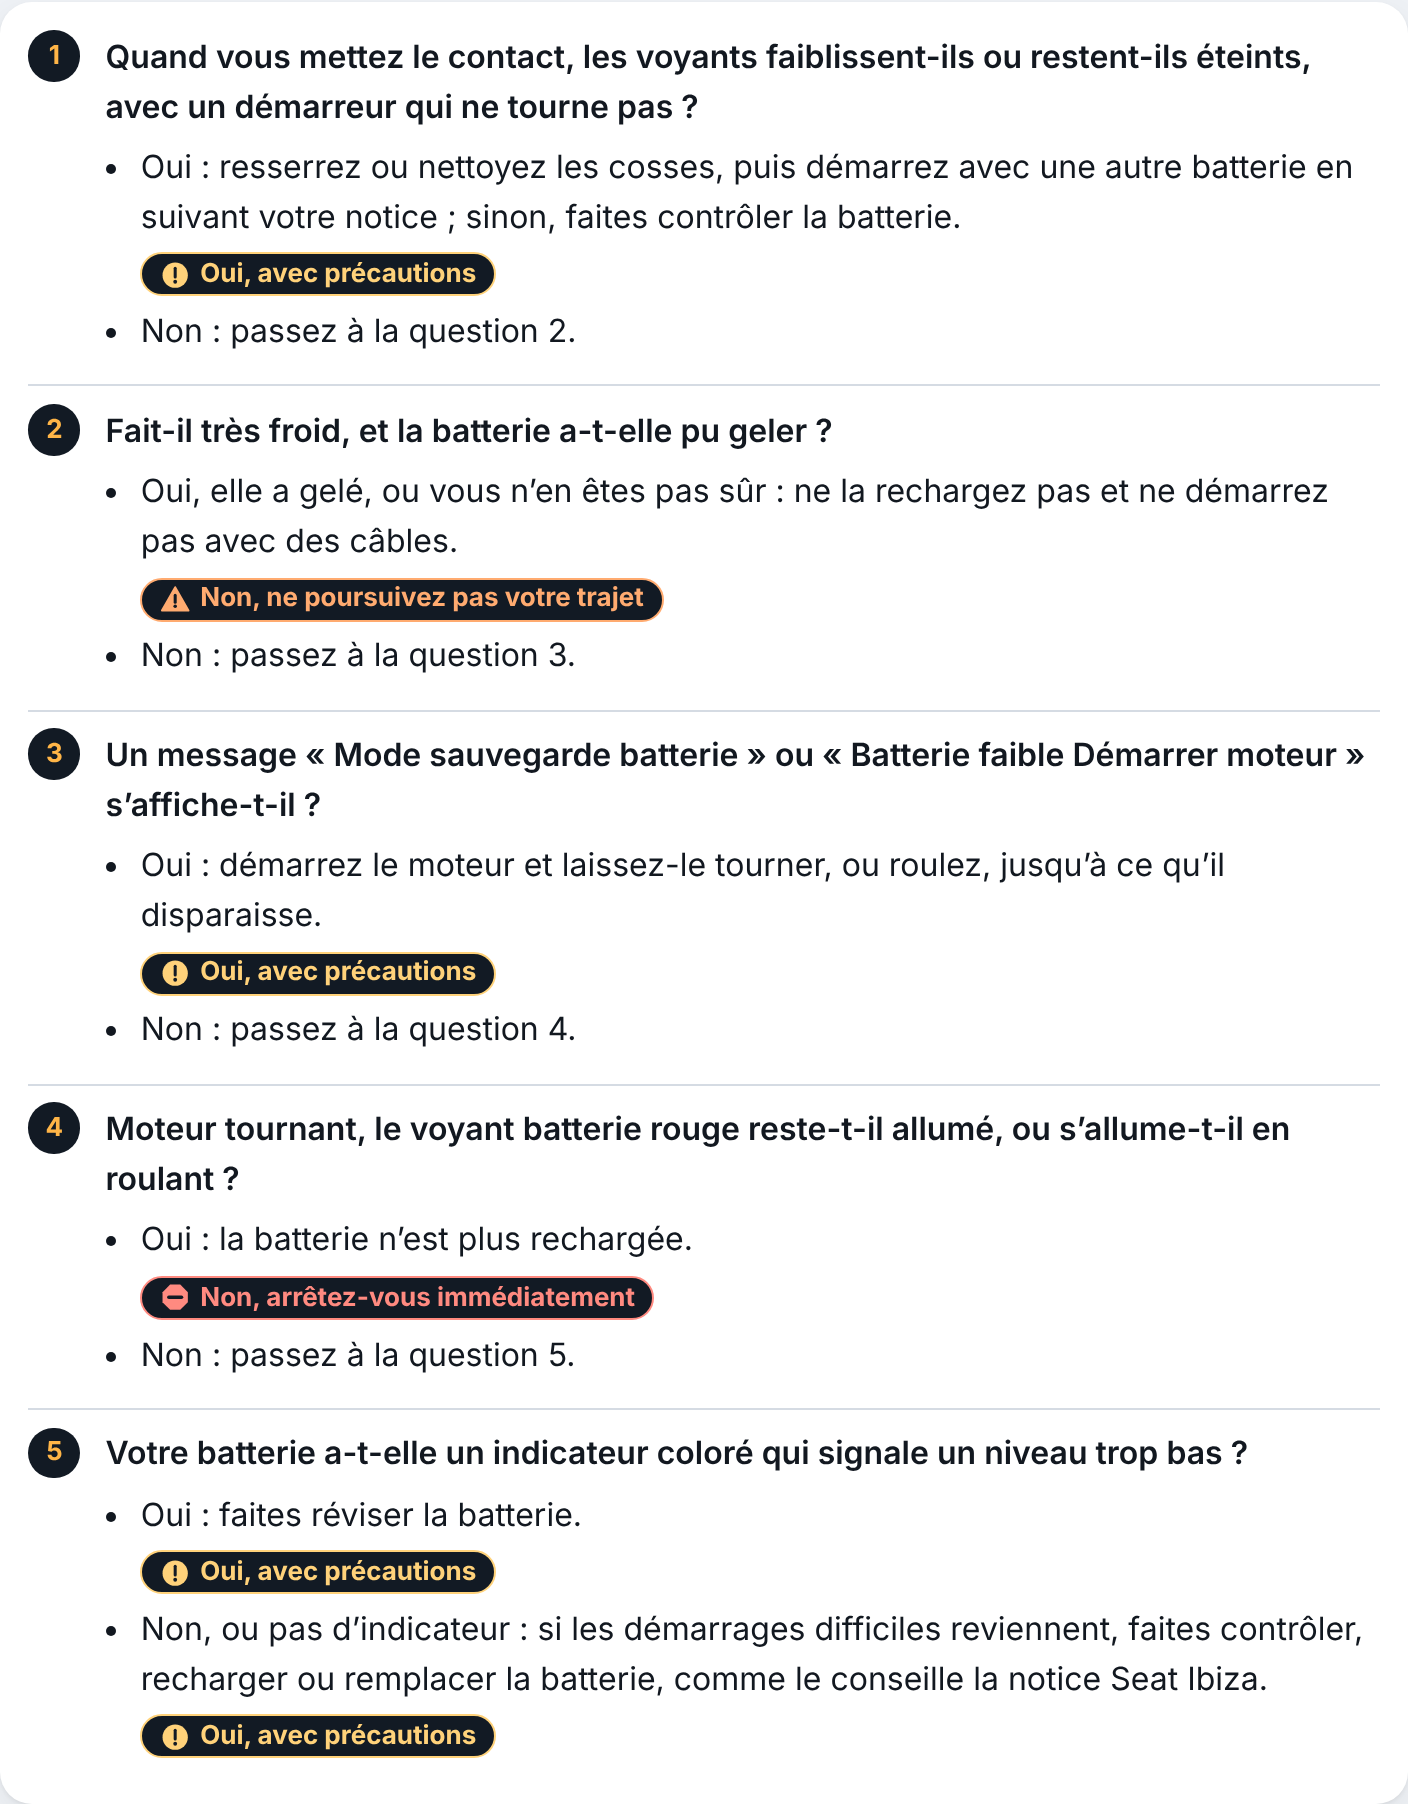 1
Quand vous mettez le contact, les voyants faiblissent-ils ou restent-ils éteints,
avec un démarreur qui ne tourne pas ?
• Oui : resserrez ou nettoyez les cosses, puis démarrez avec une autre batterie en
suivant votre notice ; sinon, faites contrôler la batterie.
Oui, avec précautions
• Non : passez à la question 2.
2
Fait-il très froid, et la batterie a-t-elle pu geler ?
• Oui, elle a gelé, ou vous n’en êtes pas sûr : ne la rechargez pas et ne démarrez
pas avec des câbles.
Non, ne poursuivez pas votre trajet
• Non : passez à la question 3.
3
Un message « Mode sauvegarde batterie » ou « Batterie faible Démarrer moteur »
s’affiche-t-il ?
• Oui : démarrez le moteur et laissez-le tourner, ou roulez, jusqu’à ce qu’il
disparaisse.
Oui, avec précautions
• Non : passez à la question 4.
4
Moteur tournant, le voyant batterie rouge reste-t-il allumé, ou s’allume-t-il en
roulant ?
• Oui : la batterie n’est plus rechargée.
Non, arrêtez-vous immédiatement
• Non : passez à la question 5.
5
Votre batterie a-t-elle un indicateur coloré qui signale un niveau trop bas ?
• Oui : faites réviser la batterie.
Oui, avec précautions
• Non, ou pas d’indicateur : si les démarrages difficiles reviennent, faites contrôler,
recharger ou remplacer la batterie, comme le conseille la notice Seat Ibiza.
Oui, avec précautions